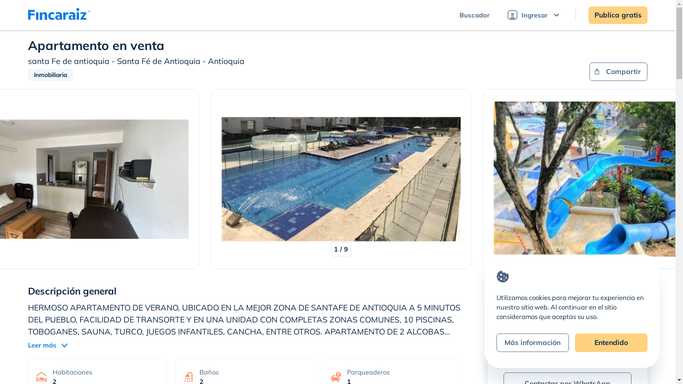 Fincaraiz
Buscador
Ingresar
Publica gratis
Apartamento en venta
santa Fe de antioquia - Santa Fé de Antioquia - Antioquia
Inmobiliaria
Compartir
1 / 9
Descripción general
HERMOSO APARTAMENTO DE VERANO, UBICADO EN LA MEJOR ZONA DE SANTAFE DE ANTIOQUIA A 5 MINUTOS
DEL PUEBLO, FACILIDAD DE TRANSORTE Y EN UNA UNIDAD CON COMPLETAS ZONAS COMUNES, 10 PISCINAS,
TOBOGANES, SAUNA, TURCO, JUEGOS INFANTILES, CANCHA, ENTRE OTROS. APARTAMENTO DE 2 ALCOBAS...
Leer más
Habitaciones
2
Baños
2
Parqueaderos
1
Utilizamos cookies para mejorar tu experiencia en
nuestro sitio web. Al continuar en el sitio
consideramos que aceptas su uso.
Más información
Entendido
Contactar por WhatsApp